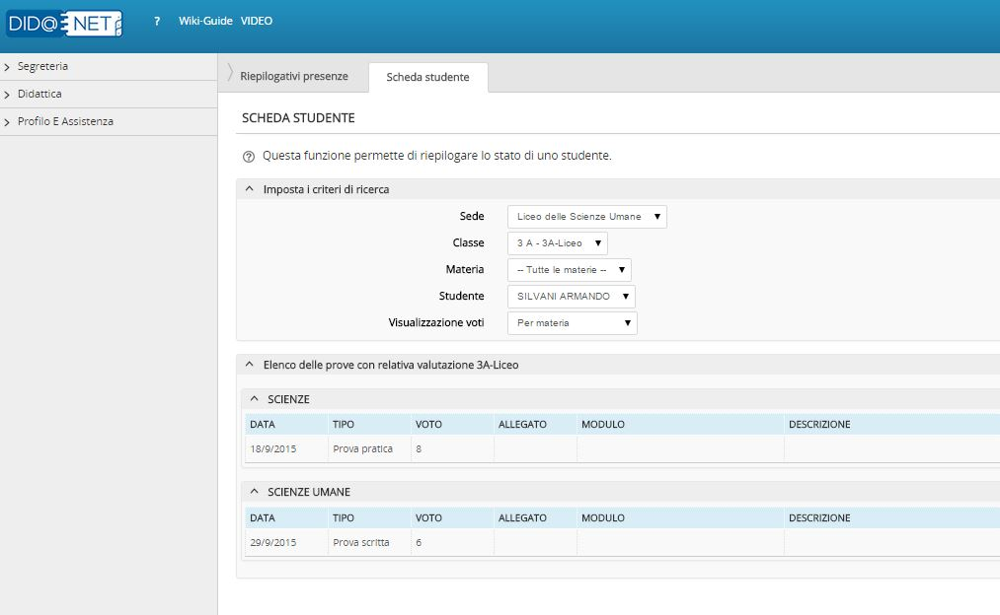 DID@ENET ? Wiki-Guide VIDEO
Segreteria
Didattica
Profilo E Assistenza
Riepilogativi presenze Scheda studente
SCHEDA STUDENTE
? Questa funzione permette di riepilogare lo stato di uno studente.
Imposta i criteri di ricerca
Sede Liceo delle Scienze Umane
Classe 3 A - 3A-Liceo
Materia -- Tutte le materie --
Studente SILVANI ARMANDO
Visualizzazione voti Per materia
Elenco delle prove con relativa valutazione 3A-Liceo
SCIENZE
DATA TIPO VOTO ALLEGATO MODULO DESCRIZIONE
18/9/2015 Prova pratica 8
SCIENZE UMANE
DATA TIPO VOTO ALLEGATO MODULO DESCRIZIONE
29/9/2015 Prova scritta 6